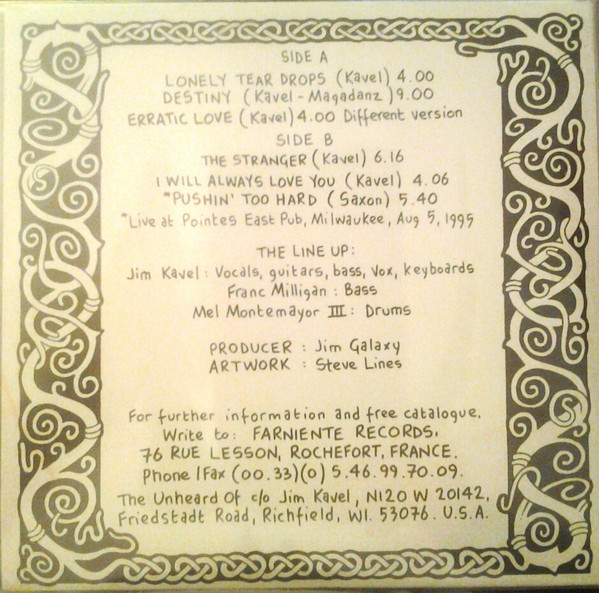 SIDE A
LONELY TEAR DROPS (Kavel) 4.00
DESTINY (Kavel - Magadanz) 9.00
ERRATIC LOVE (Kavel) 4.00 Different version
SIDE B
THE STRANGER (Kavel) 6.16
I WILL ALWAYS LOVE YOU (Kavel) 4.06
*PUSHIN' TOO HARD (Saxon) 5.40
*Live at Pointes East Pub, Milwaukee, Aug 5, 1995
THE LINE UP:
Jim Kavel : Vocals, guitars, bass, Vox, keyboards
Franc Milligan : Bass
Mel Montemayor III : Drums
PRODUCER : Jim Galaxy
ARTWORK : Steve Lines
For further information and free catalogue.
Write to: FARNIENTE RECORDS.
76 RUE LESSON, ROCHEFORT, FRANCE.
Phone / Fax (00.33)(0) 5.46.99.70.09.
The Unheard Of c/o Jim Kavel, N120 W 20142,
Friedstadt Road, Richfield, WI. 53076. U.S.A.